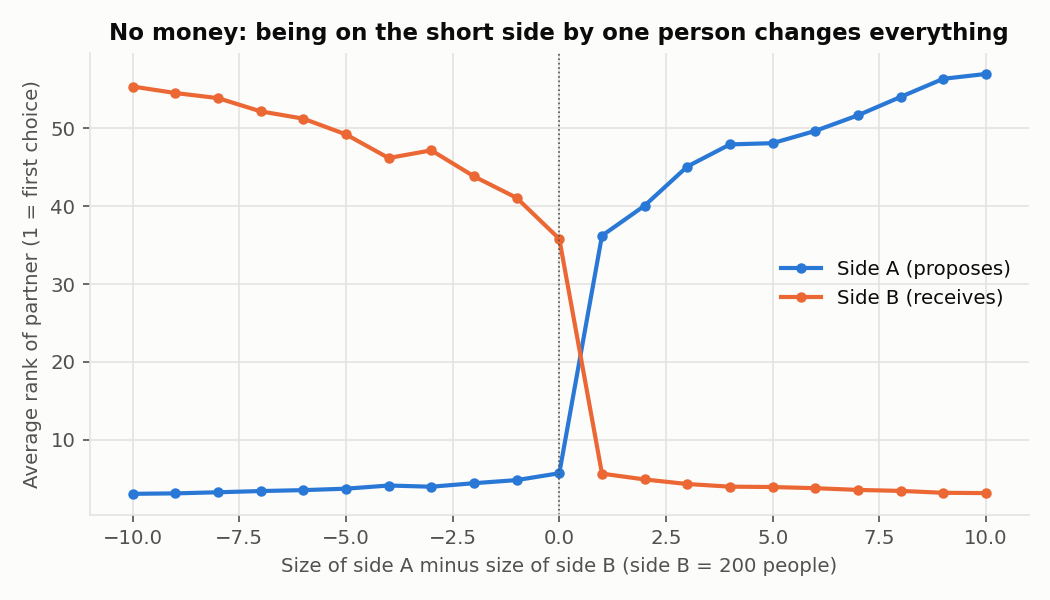 No money: being on the short side by one person changes everything
Average rank of partner (1 = first choice)
50
40
30
20
10
Side A (proposes)
Side B (receives)
−10.0 −7.5 −5.0 −2.5 0.0 2.5 5.0 7.5 10.0
Size of side A minus size of side B (side B = 200 people)